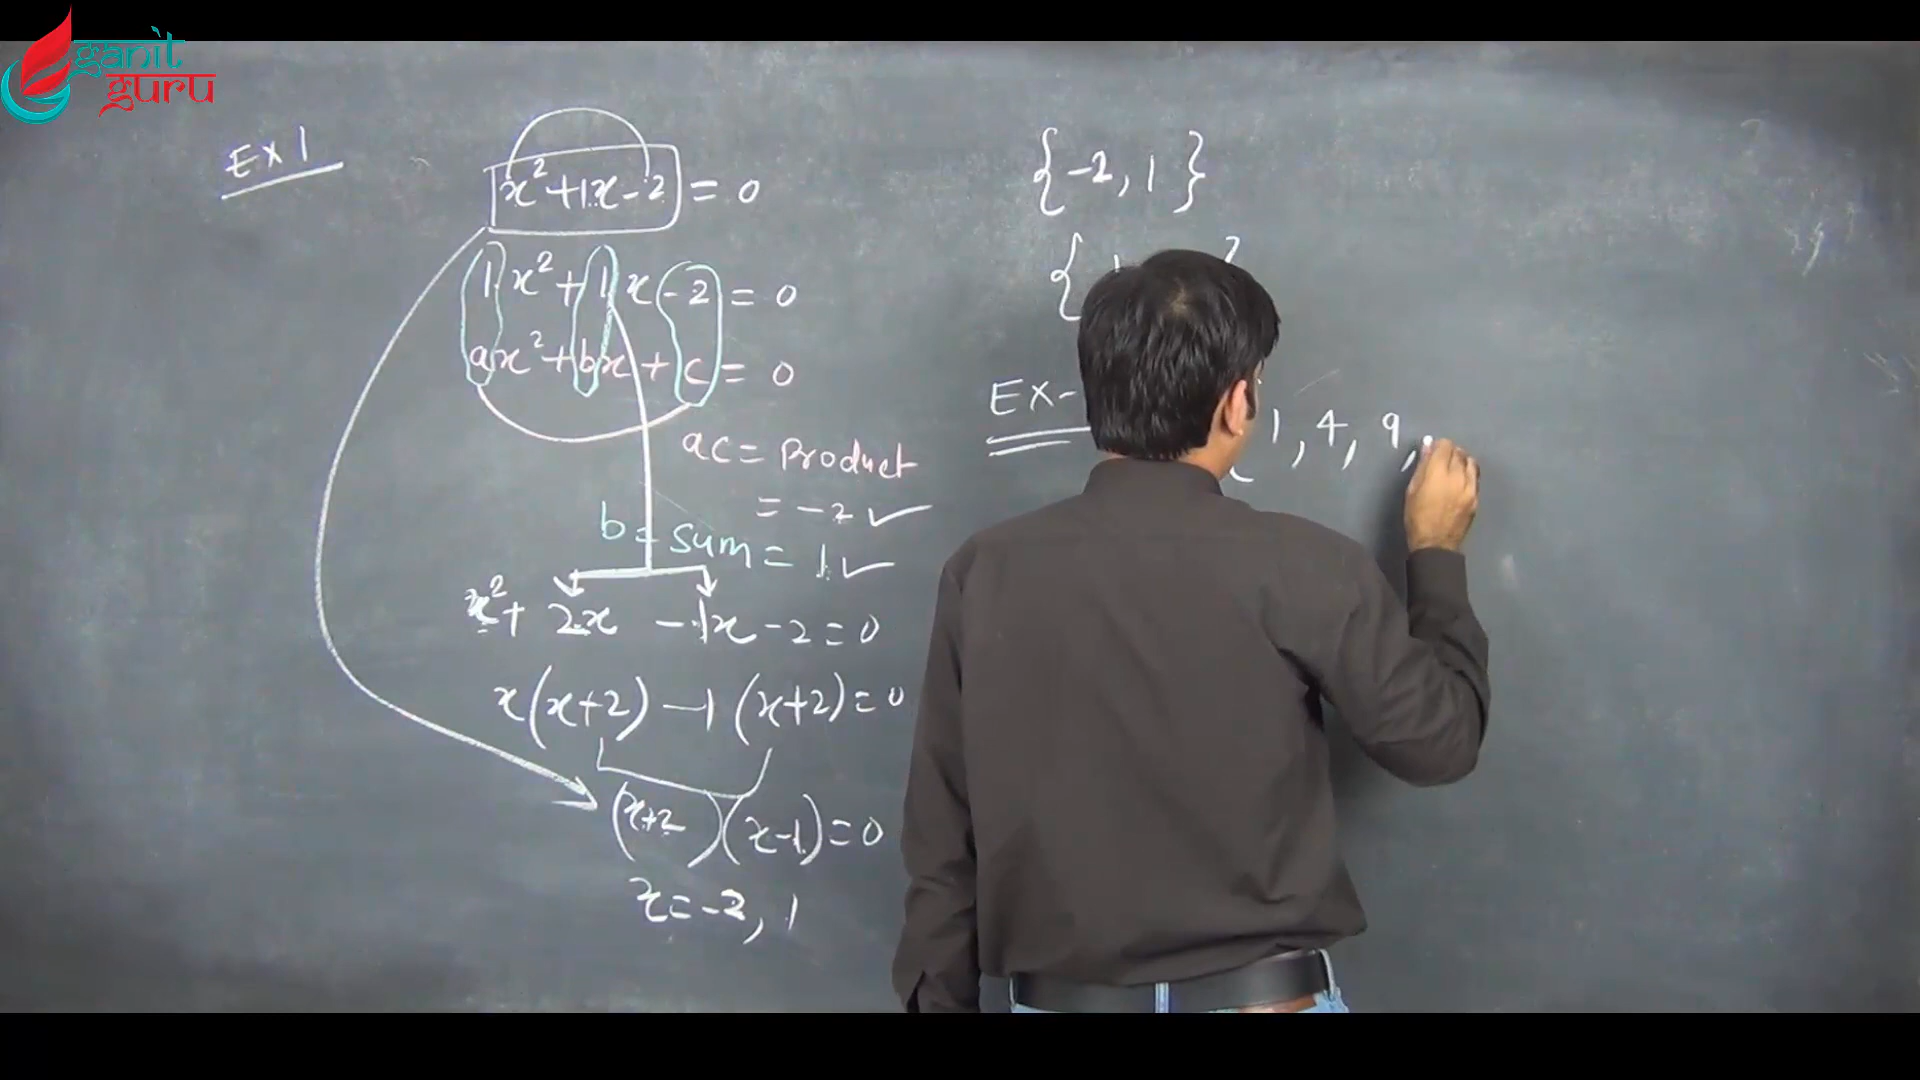 ganit
guru
Ex 1
x² + 1x - 2 = 0
1x² + 1x - 2 = 0
ax² + bx + c = 0
ac = Product
= -2 ✓
b = sum = 1 ✓
x² + 2x - 1x - 2 = 0
x(x+2) - 1(x+2) = 0
(x+2)(x-1) = 0
x = -2, 1
{-2, 1}
{ }
EX-
{1, 4, 9,